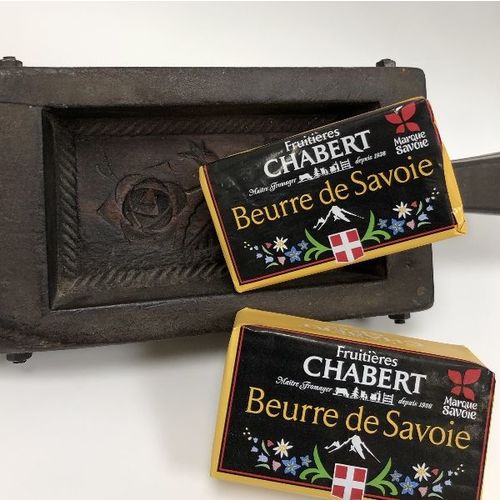 Fruitières
CHABERT
Maître Fromager depuis 1936
Marque
Savoie
Beurre de Savoie
Fruitières
CHABERT
Maître Fromager depuis 1936
Marque
Savoie
Beurre de Savoie